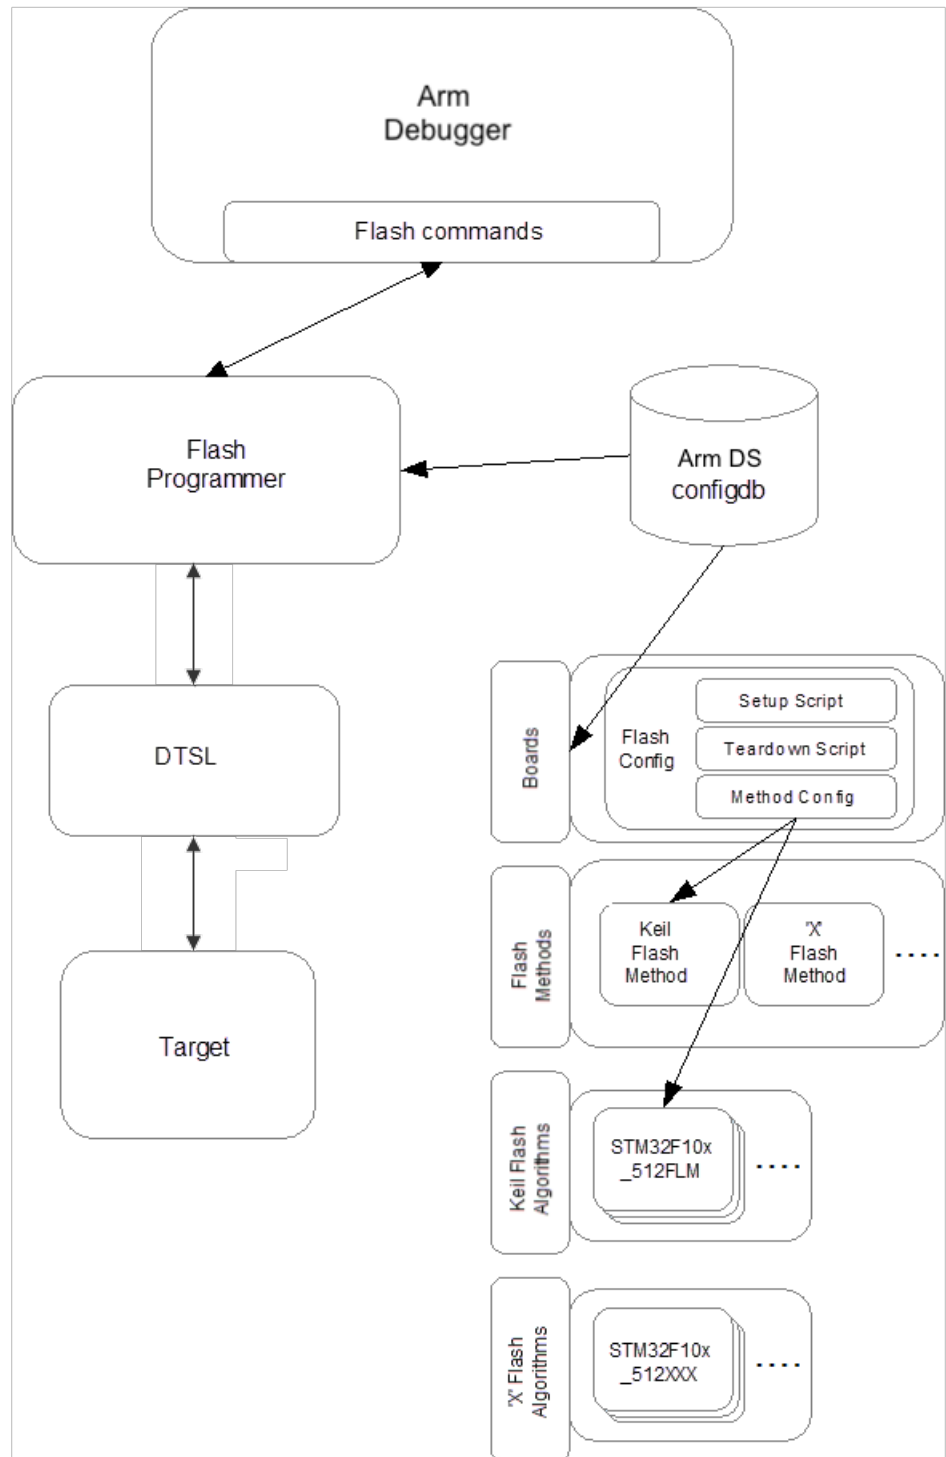 Arm
Debugger
Flash commands
Flash
Programmer
Arm DS
configdb
DTSL
Target
Boards
Flash
Config
Setup Script
Teardown Script
Method Config
Flash
Methods
Keil
Flash
Method
'X'
Flash
Method
....
Keil Flash
Algorithms
STM32F10x
_512FLM
....
'X' Flash
Algorithms
STM32F10x
_512XXX
....